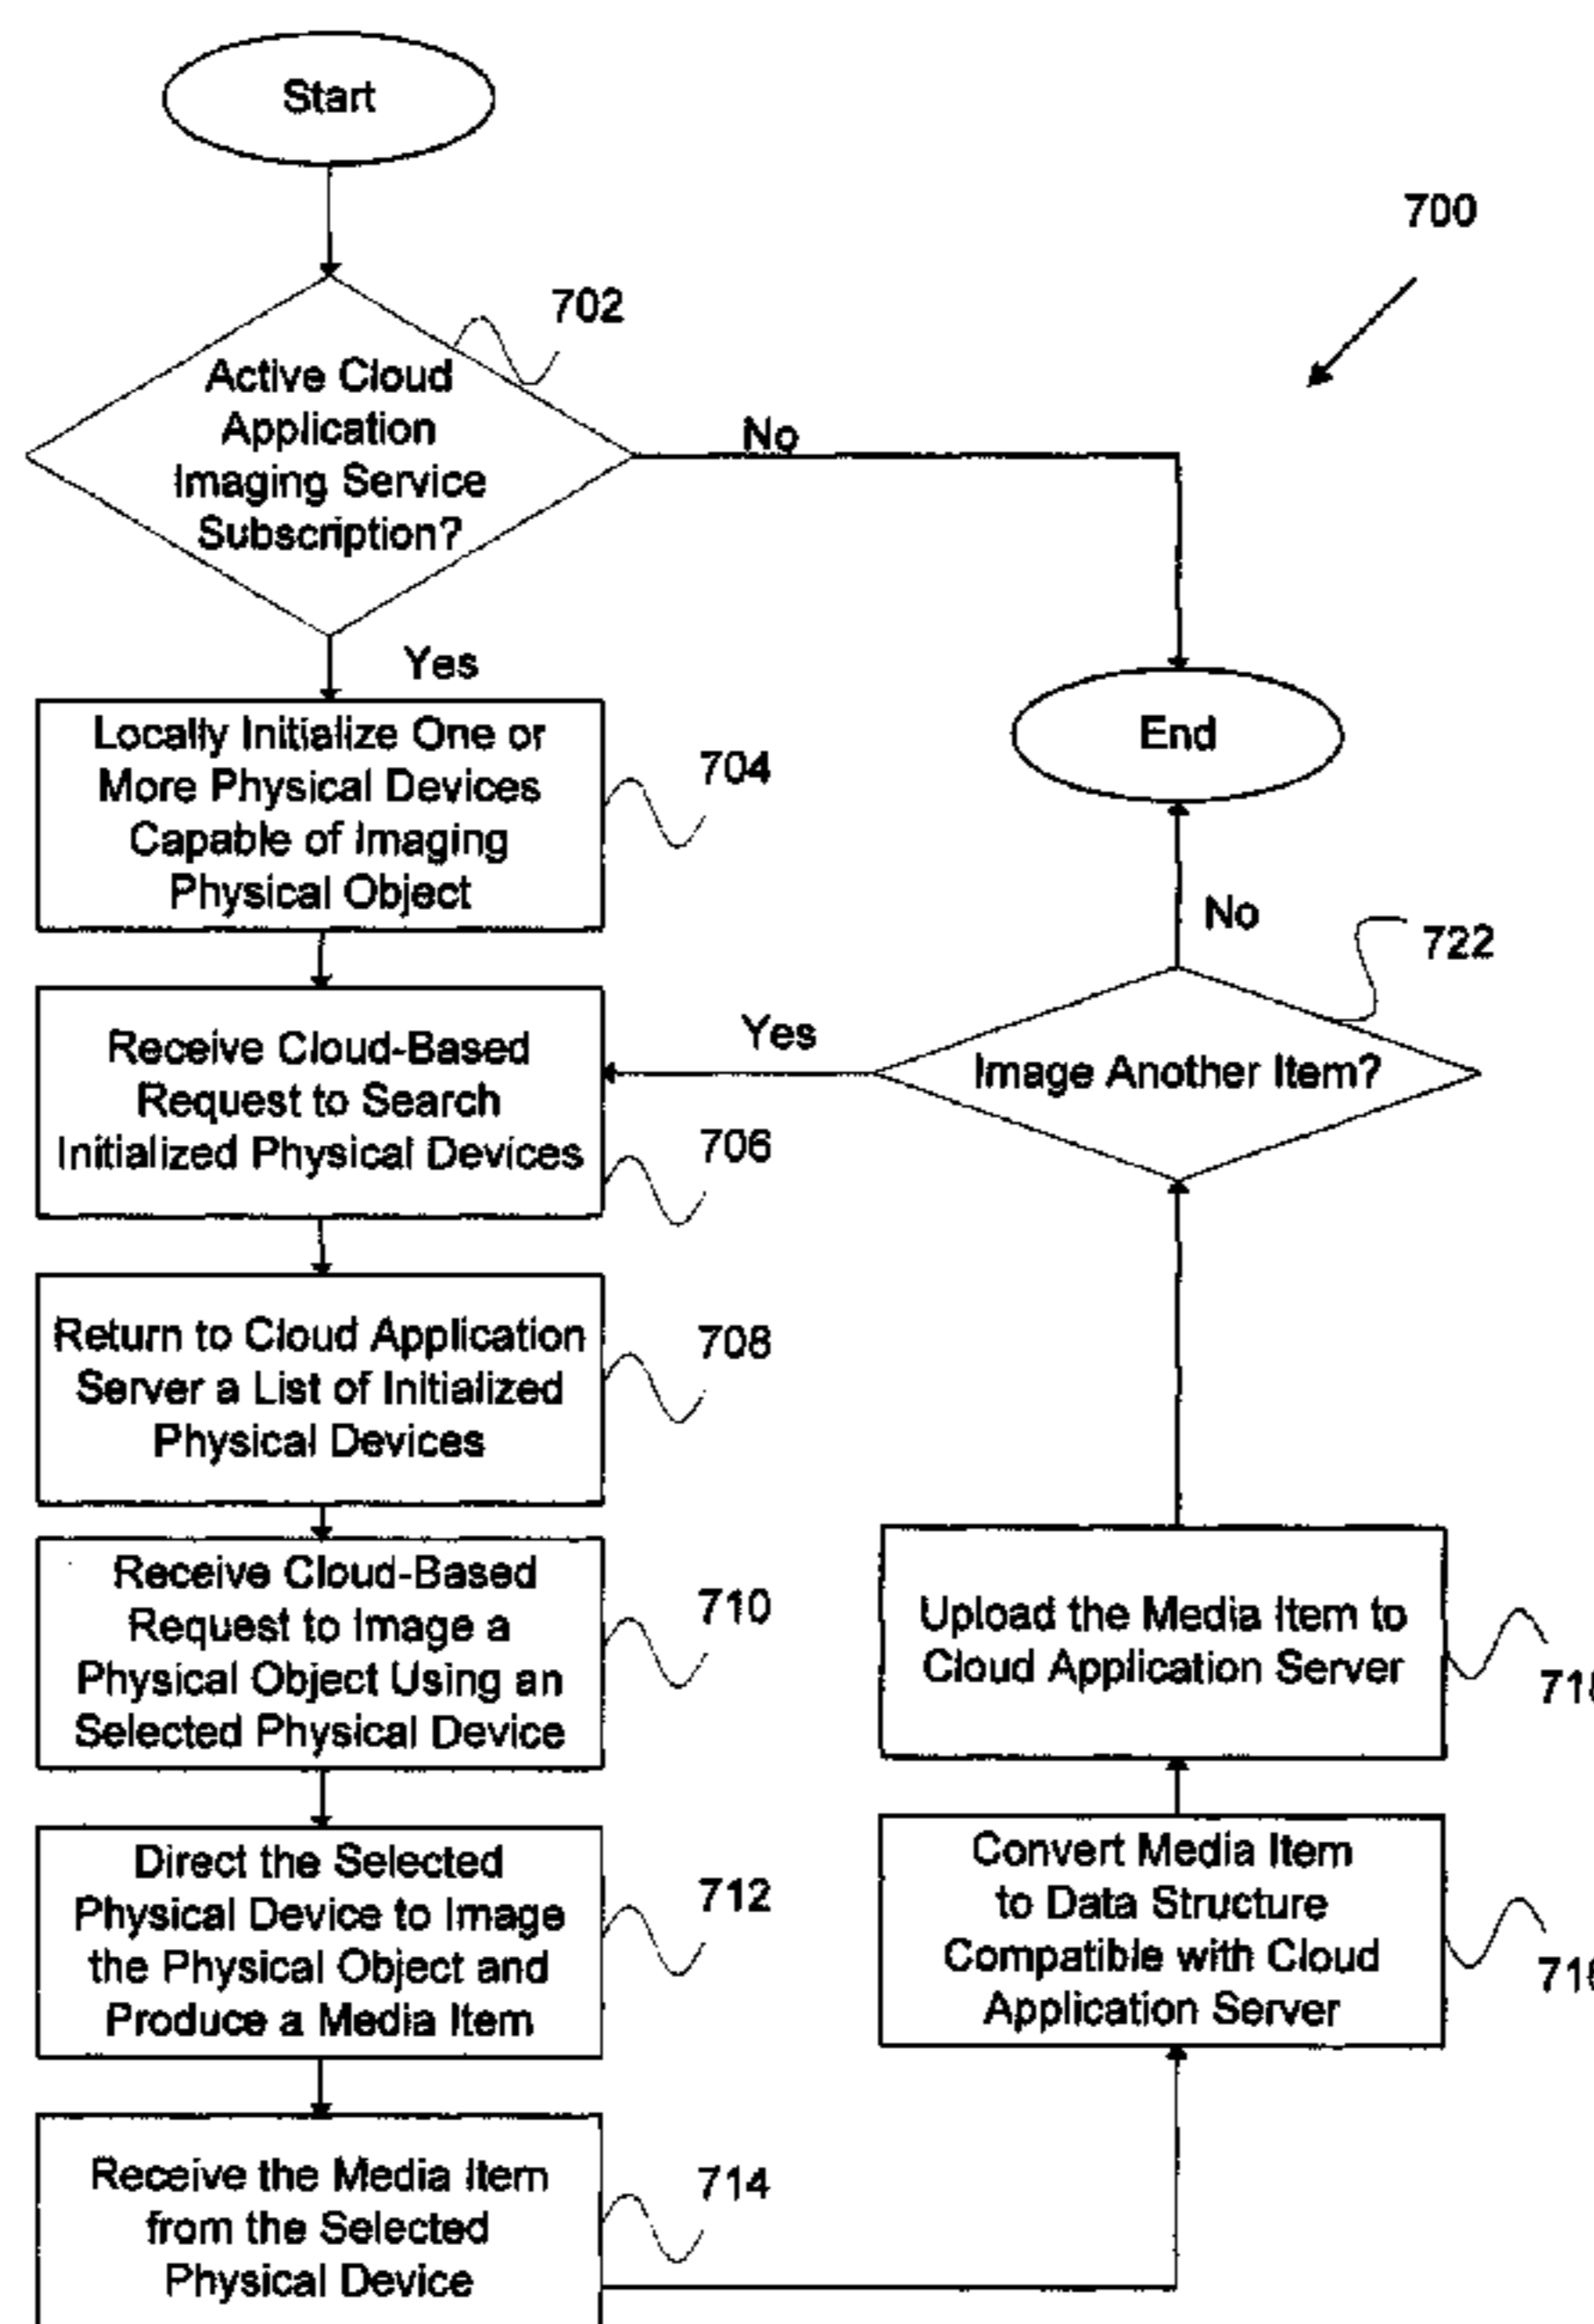 Start
700
702
Active Cloud
Application
Imaging Service
Subscription?
No
Yes
Locally Initialize One or
More Physical Devices
Capable of Imaging
Physical Object
704
End
No
722
Receive Cloud-Based
Request to Search
Initialized Physical Devices
706
Yes
Image Another Item?
Return to Cloud Application
Server a List of Initialized
Physical Devices
708
Receive Cloud-Based
Request to Image a
Physical Object Using an
Selected Physical Device
710
Upload the Media Item to
Cloud Application Server
Direct the Selected
Physical Device to Image
the Physical Object and
Produce a Media Item
712
Convert Media Item
to Data Structure
Compatible with Cloud
Application Server
Receive the Media Item
from the Selected
Physical Device
714